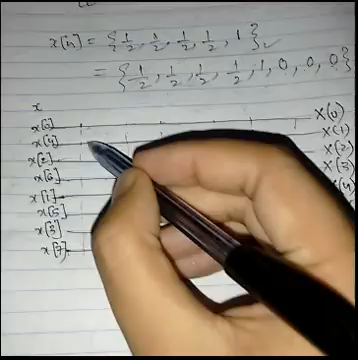 x[n] = { 1/2, 1/2, 1/2, 1/2, 1 }
= { 1/2, 1/2, 1/2, 1/2, 1, 0, 0, 0 }
x
x[0] X(0)
x[4] X(1)
x[2] X(2)
x[6] X(3)
x[1] X(4)
x[5]
x[3]
x[7]